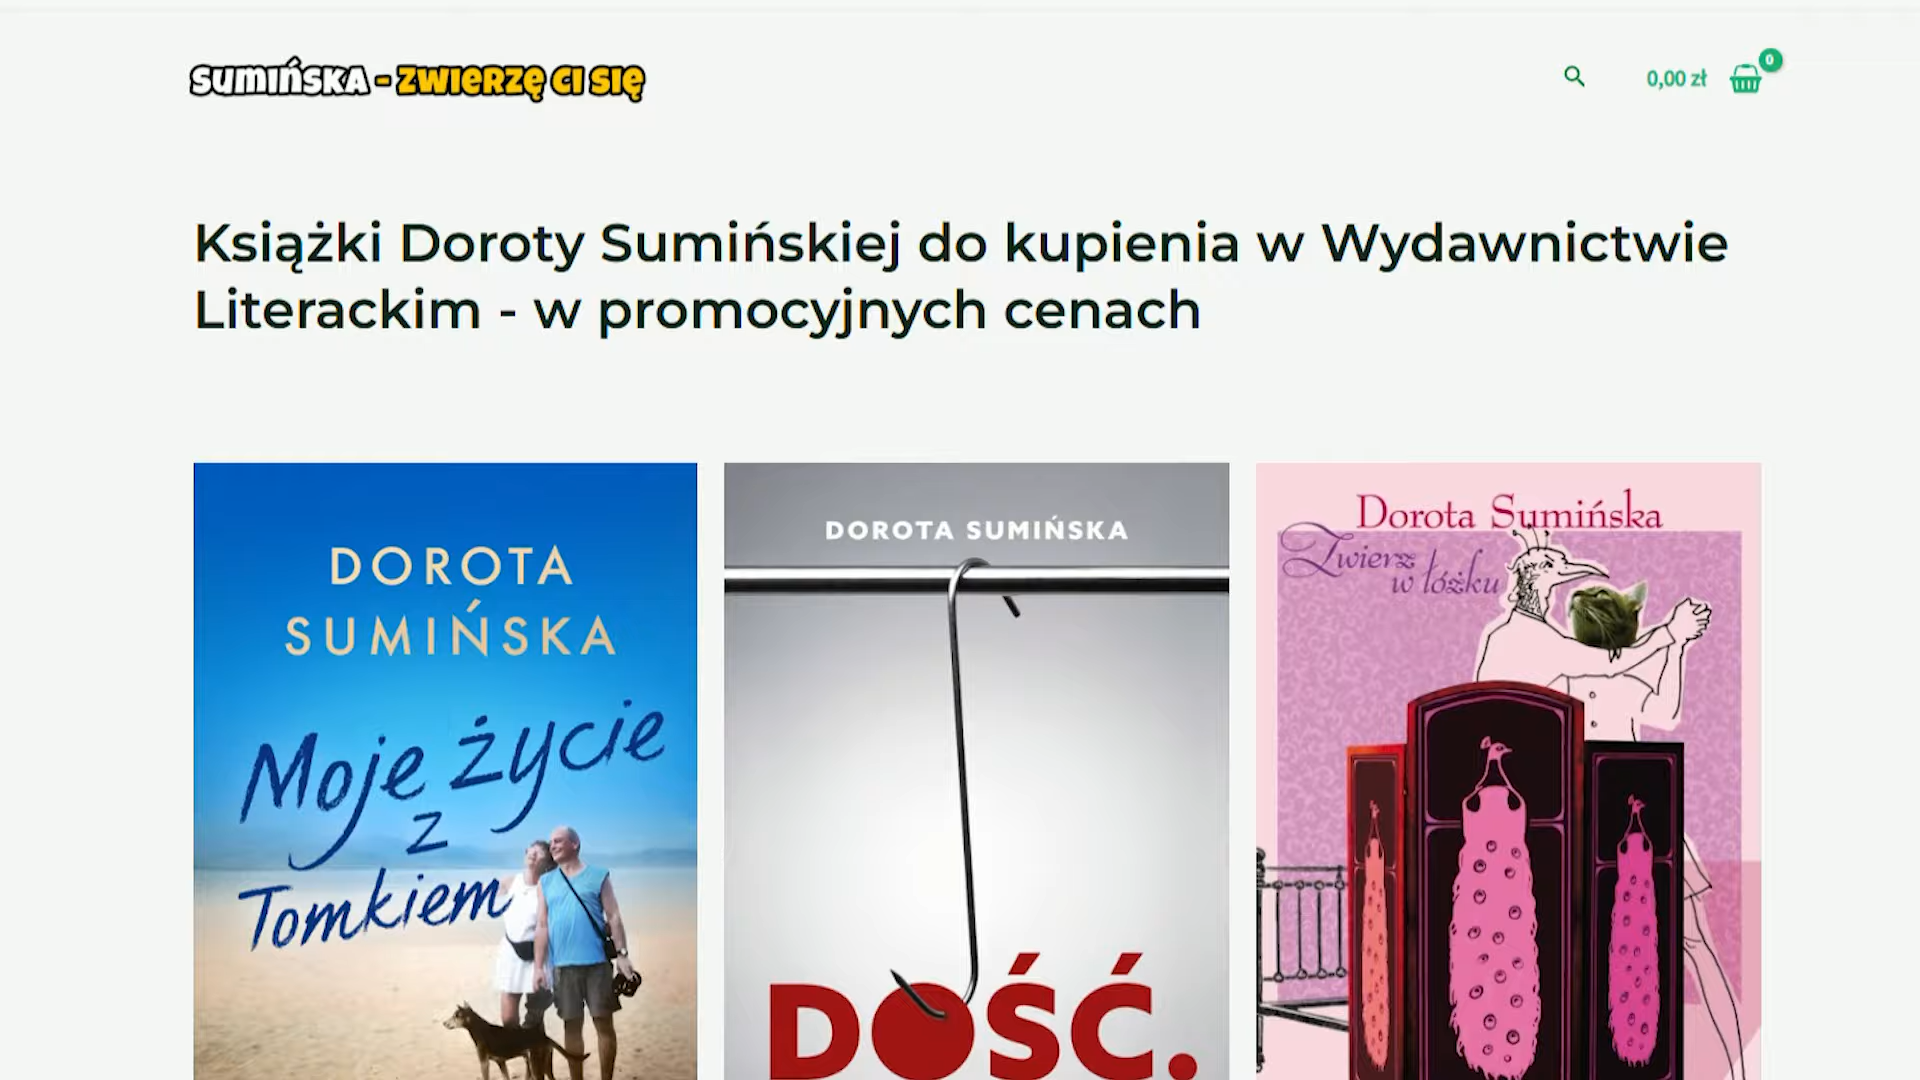 SUMIŃSKA - ZWIERZĘ CI SIĘ
0,00 zł
0
Książki Doroty Sumińskiej do kupienia w Wydawnictwie
Literackim - w promocyjnych cenach
DOROTA
SUMIŃSKA
Moje życie
z
Tomkiem
DOROTA SUMIŃSKA
DOŚĆ.
Dorota Sumińska
Zwierz
w łóżku